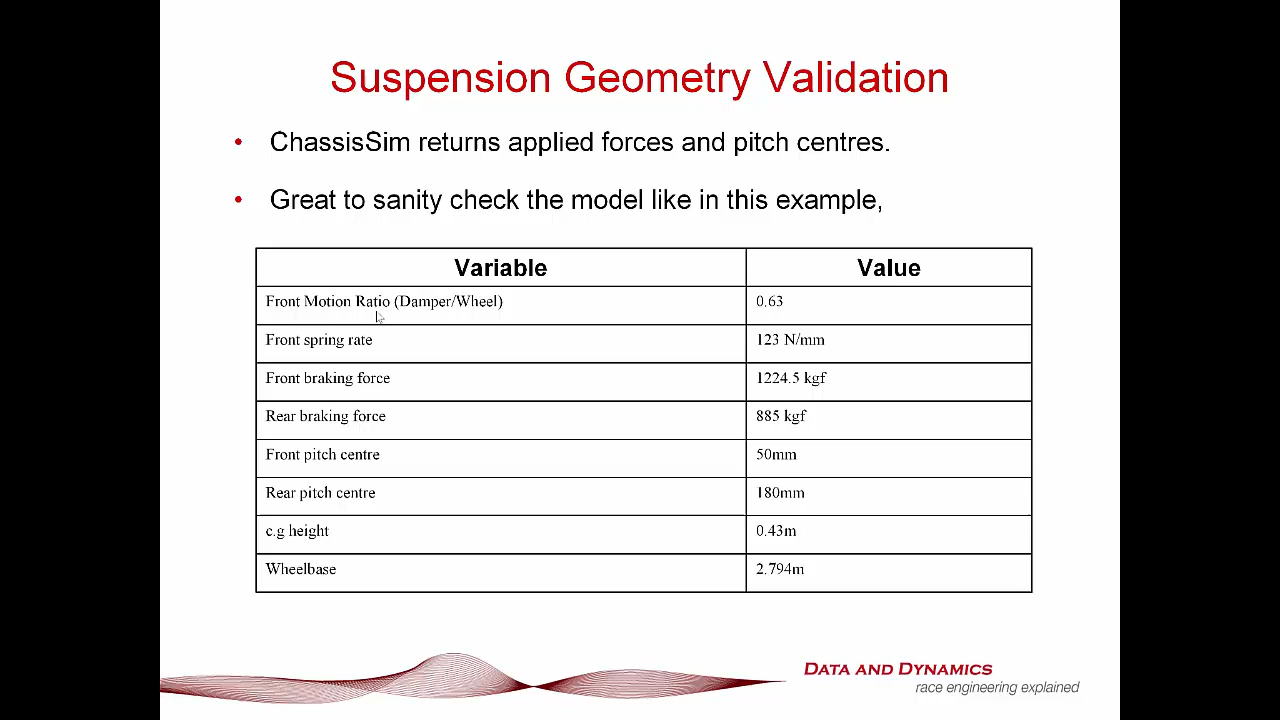 Suspension Geometry Validation
• ChassisSim returns applied forces and pitch centres.
• Great to sanity check the model like in this example,
Variable Value
Front Motion Ratio (Damper/Wheel) 0.63
Front spring rate 123 N/mm
Front braking force 1224.5 kgf
Rear braking force 885 kgf
Front pitch centre 50mm
Rear pitch centre 180mm
c.g height 0.43m
Wheelbase 2.794m
DATA AND DYNAMICS
race engineering explained